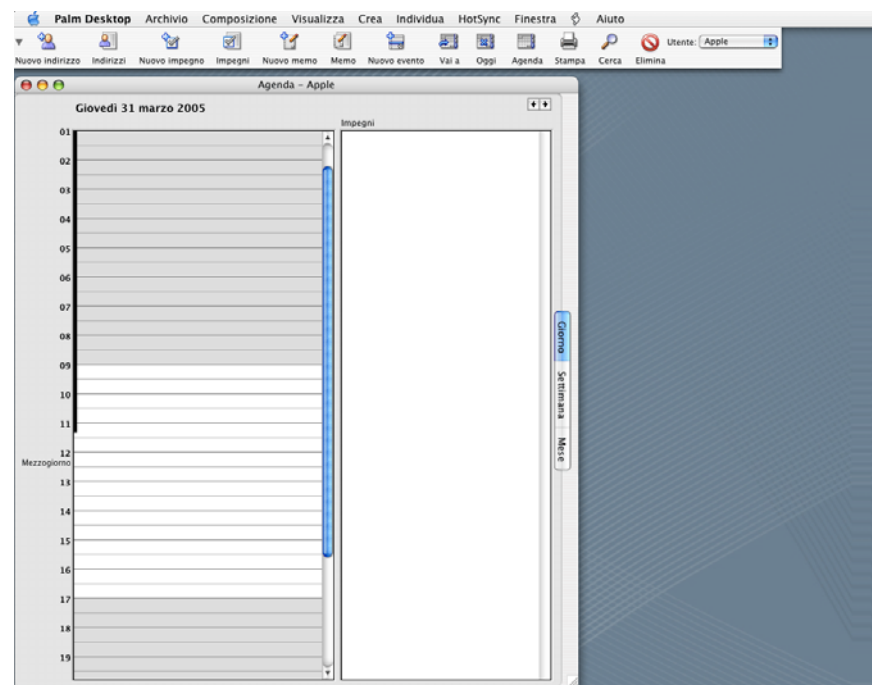 Palm Desktop Archivio Composizione Visualizza Crea Individua HotSync Finestra Aiuto
Nuovo indirizzo Indirizzi Nuovo impegno Impegni Nuovo memo Memo Nuovo evento Vai a Oggi Agenda Stampa Cerca Elimina Utente: Apple
Agenda – Apple
Giovedì 31 marzo 2005
Impegni
01
02
03
04
05
06
07
08
09
10
11
12
Mezzogiorno
13
14
15
16
17
18
19
Giorno
Settimana
Mese